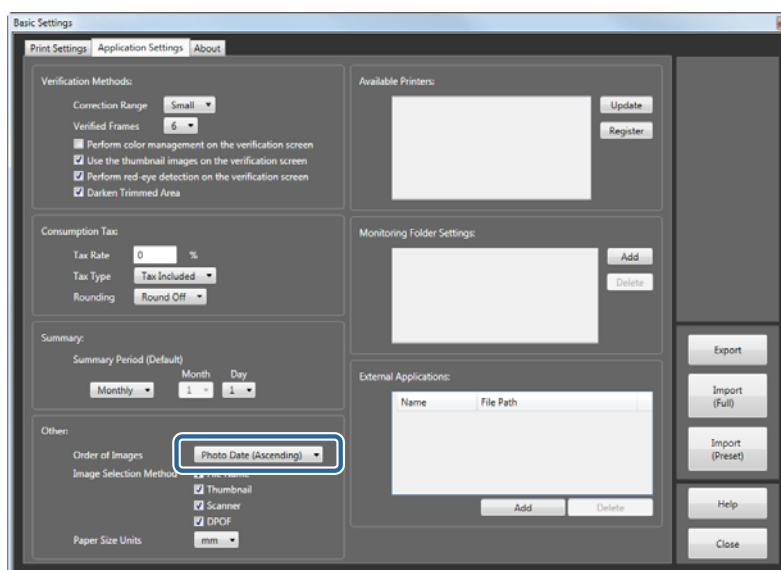 Basic Settings
Print Settings Application Settings About
Verification Methods:
Correction Range Small
Verified Frames 6
Perform color management on the verification screen
Use the thumbnail images on the verification screen
Perform red-eye detection on the verification screen
Darken Trimmed Area
Consumption Tax:
Tax Rate 0 %
Tax Type Tax Included
Rounding Round Off
Summary:
Summary Period (Default)
Month Day
Monthly 1 1
Other:
Order of Images Photo Date (Ascending)
Image Selection Method File Name
Thumbnail
Scanner
DPOF
Paper Size Units mm
Available Printers:
Update
Register
Monitoring Folder Settings:
Add
Delete
External Applications:
Name File Path
Add Delete
Export
Import
(Full)
Import
(Preset)
Help
Close